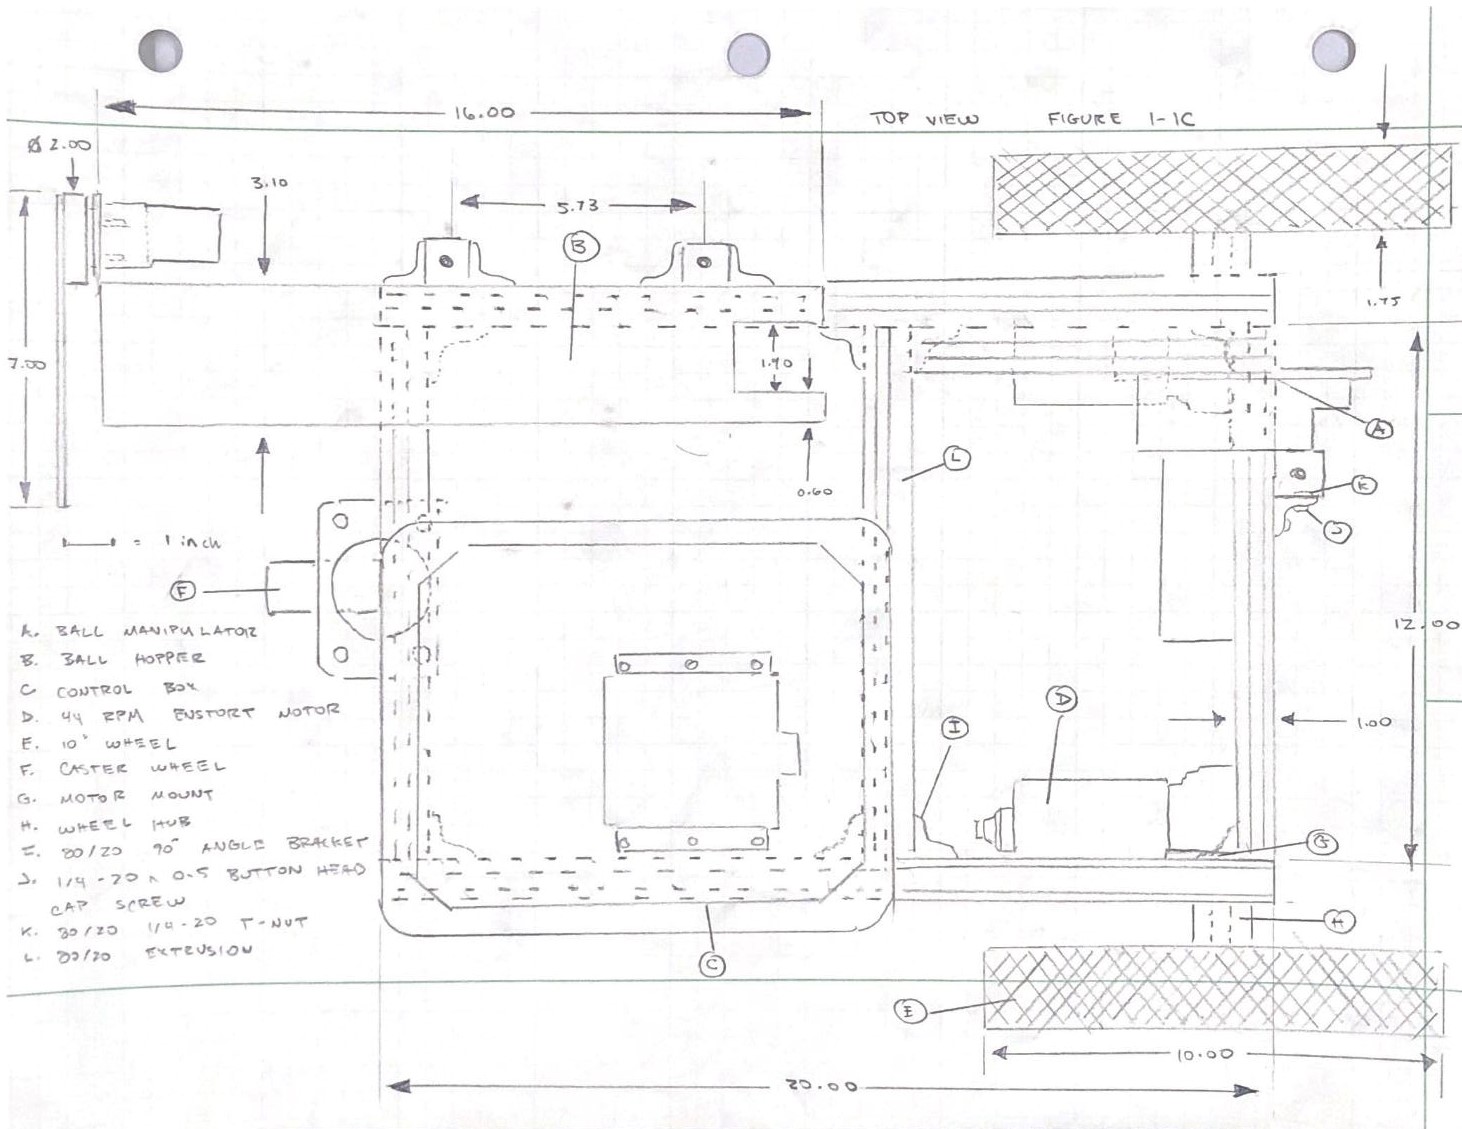 16.00
TOP VIEW FIGURE 1-1C
Ø 2.00
3.10
5.73
B
1.75
7.00
1.90
A
L
0.60
K
J
= 1 inch
F
12.00
A. BALL MANIPULATOR
B. BALL HOPPER
C CONTROL BOX
D. 44 RPM ENSTORT MOTOR
E. 10" WHEEL
F. CASTER WHEEL
G. MOTOR MOUNT
H. WHEEL HUB
I. 80/20 90° ANGLE BRACKET
J. 1/4-20 x 0.5 BUTTON HEAD
CAP SCREW
K. 80/20 1/4-20 T-NUT
L. 80/20 EXTRUSION
D
I
1.00
G
H
C
E
10.00
20.00